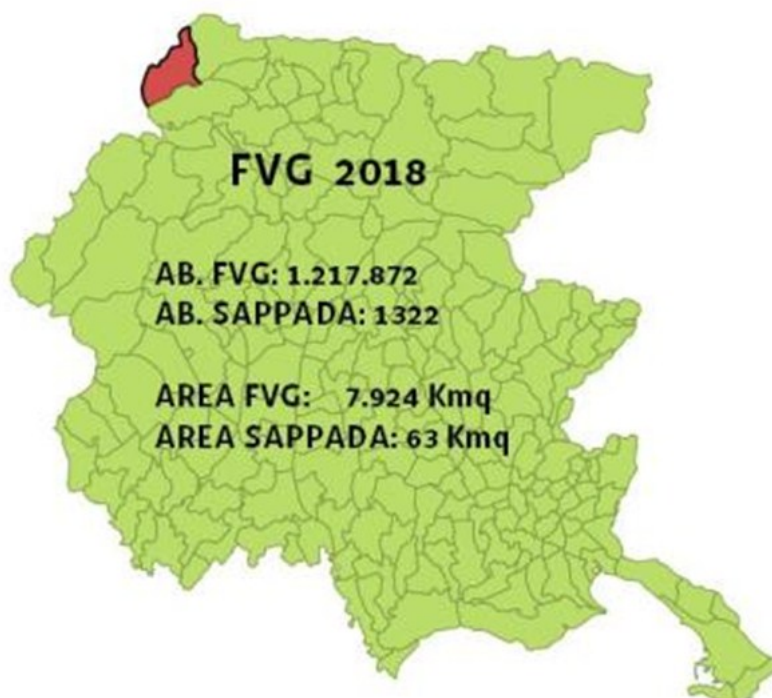 FVG 2018
AB. FVG: 1.217.872
AB. SAPPADA: 1322
AREA FVG: 7.924 Kmq
AREA SAPPADA: 63 Kmq